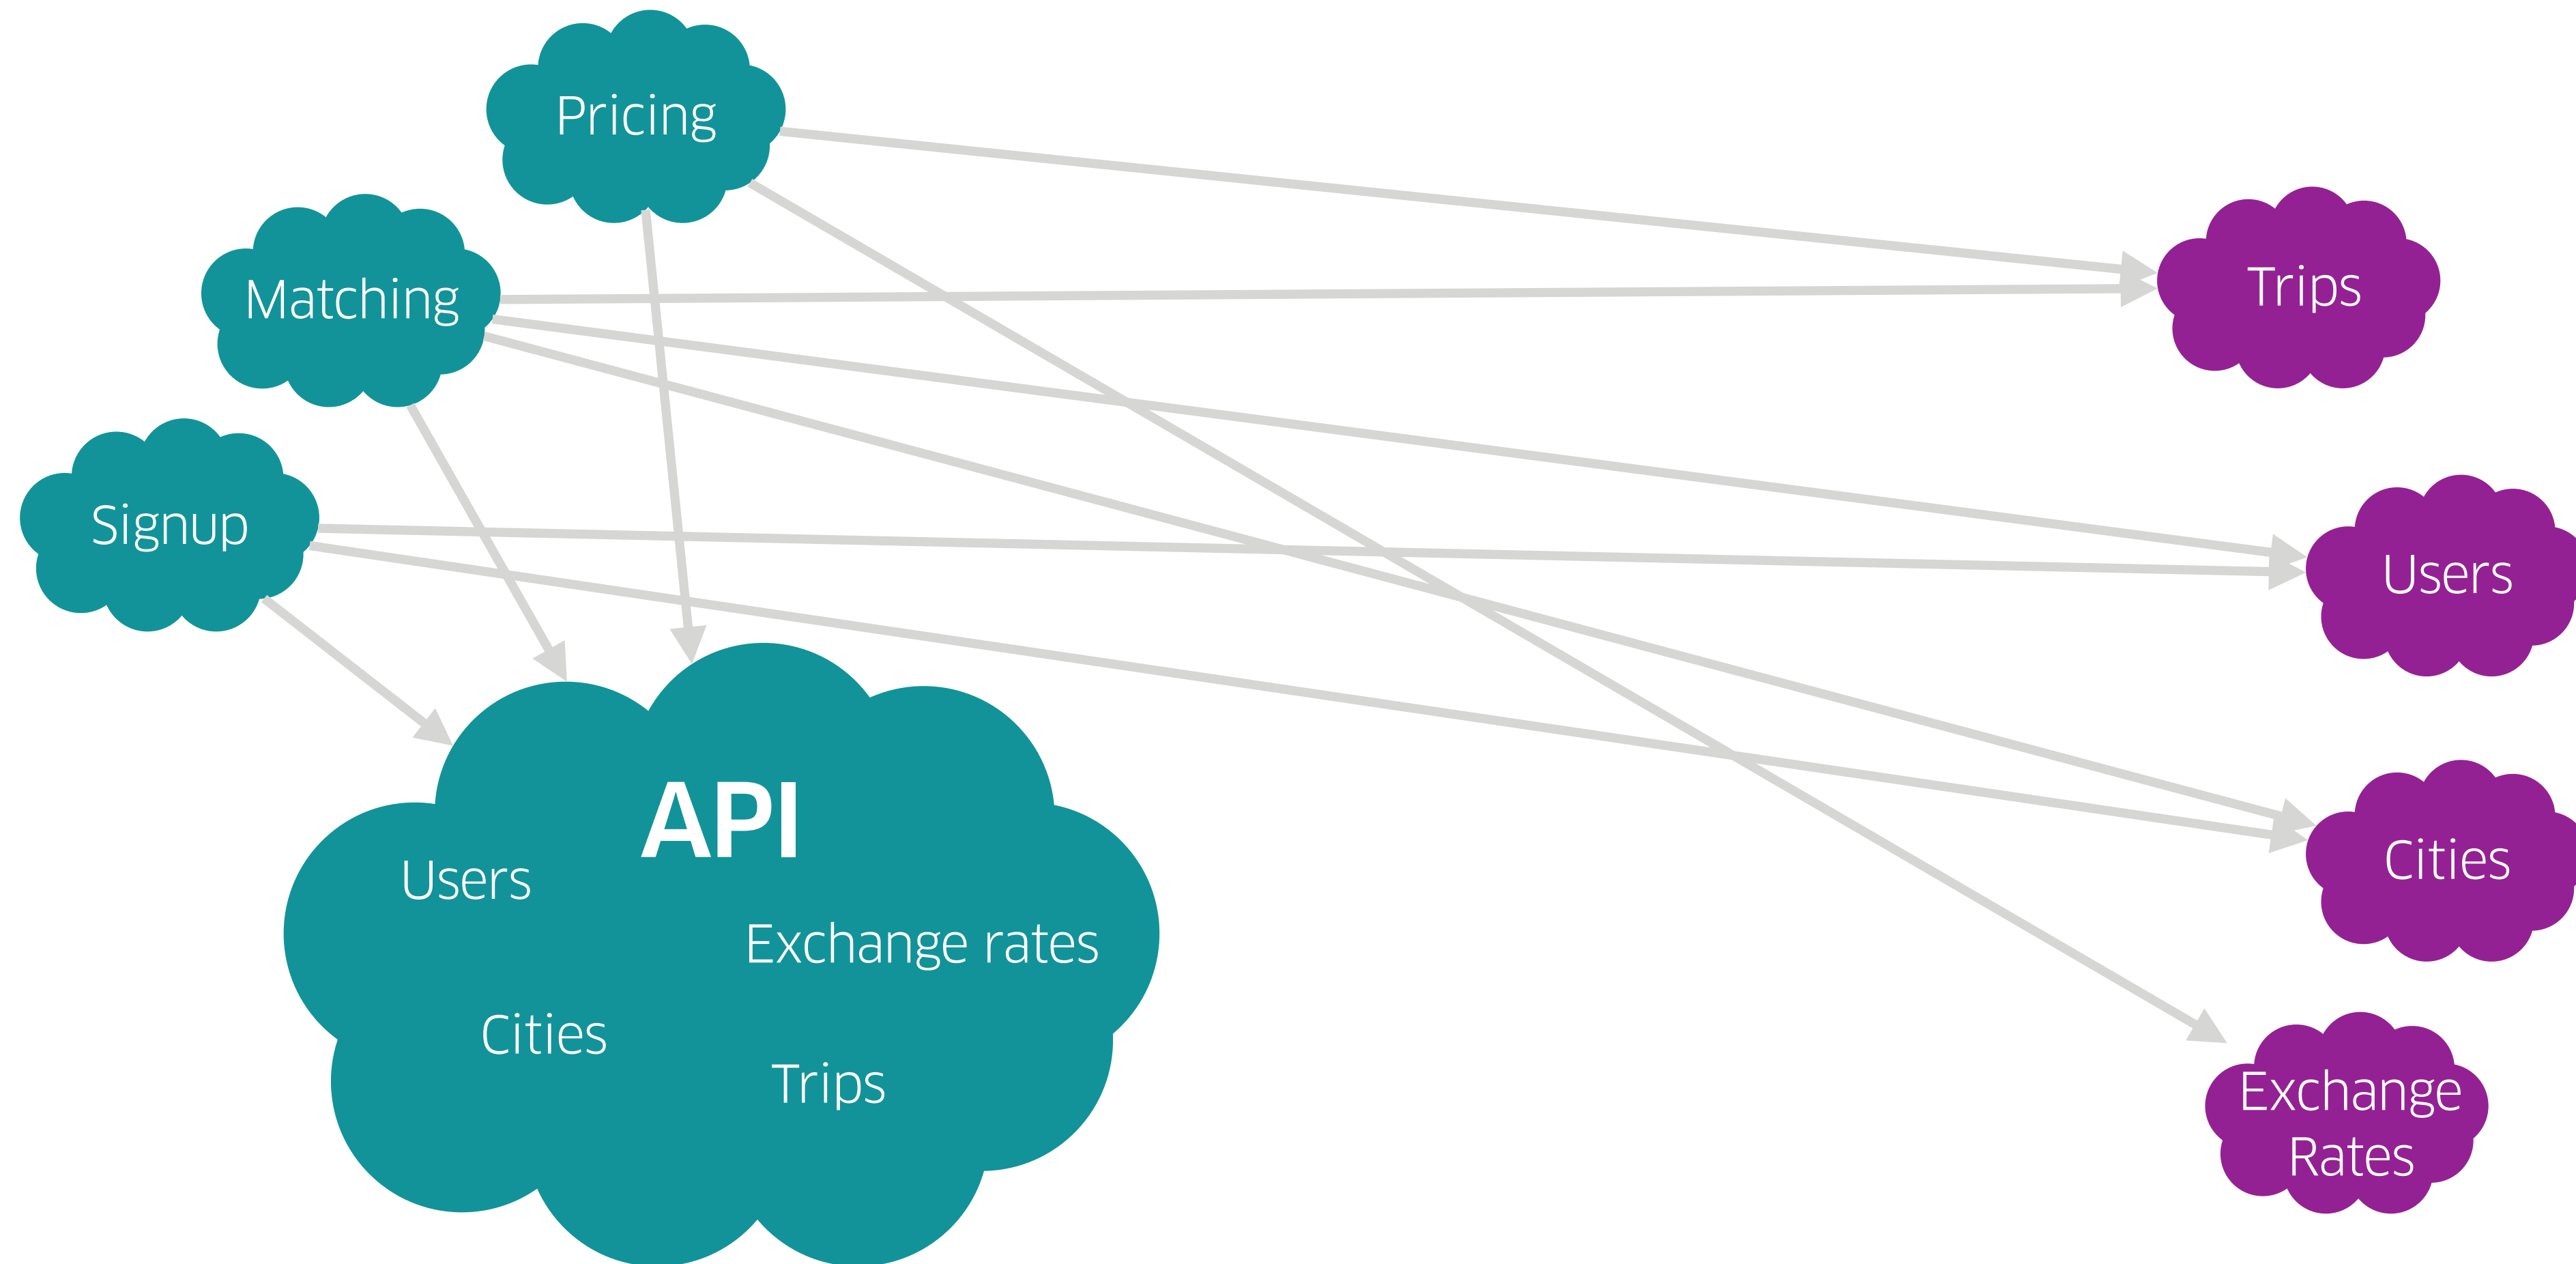 Pricing
Matching
Trips
Signup
Users
API
Users
Exchange rates
Cities
Trips
Cities
Exchange
Rates